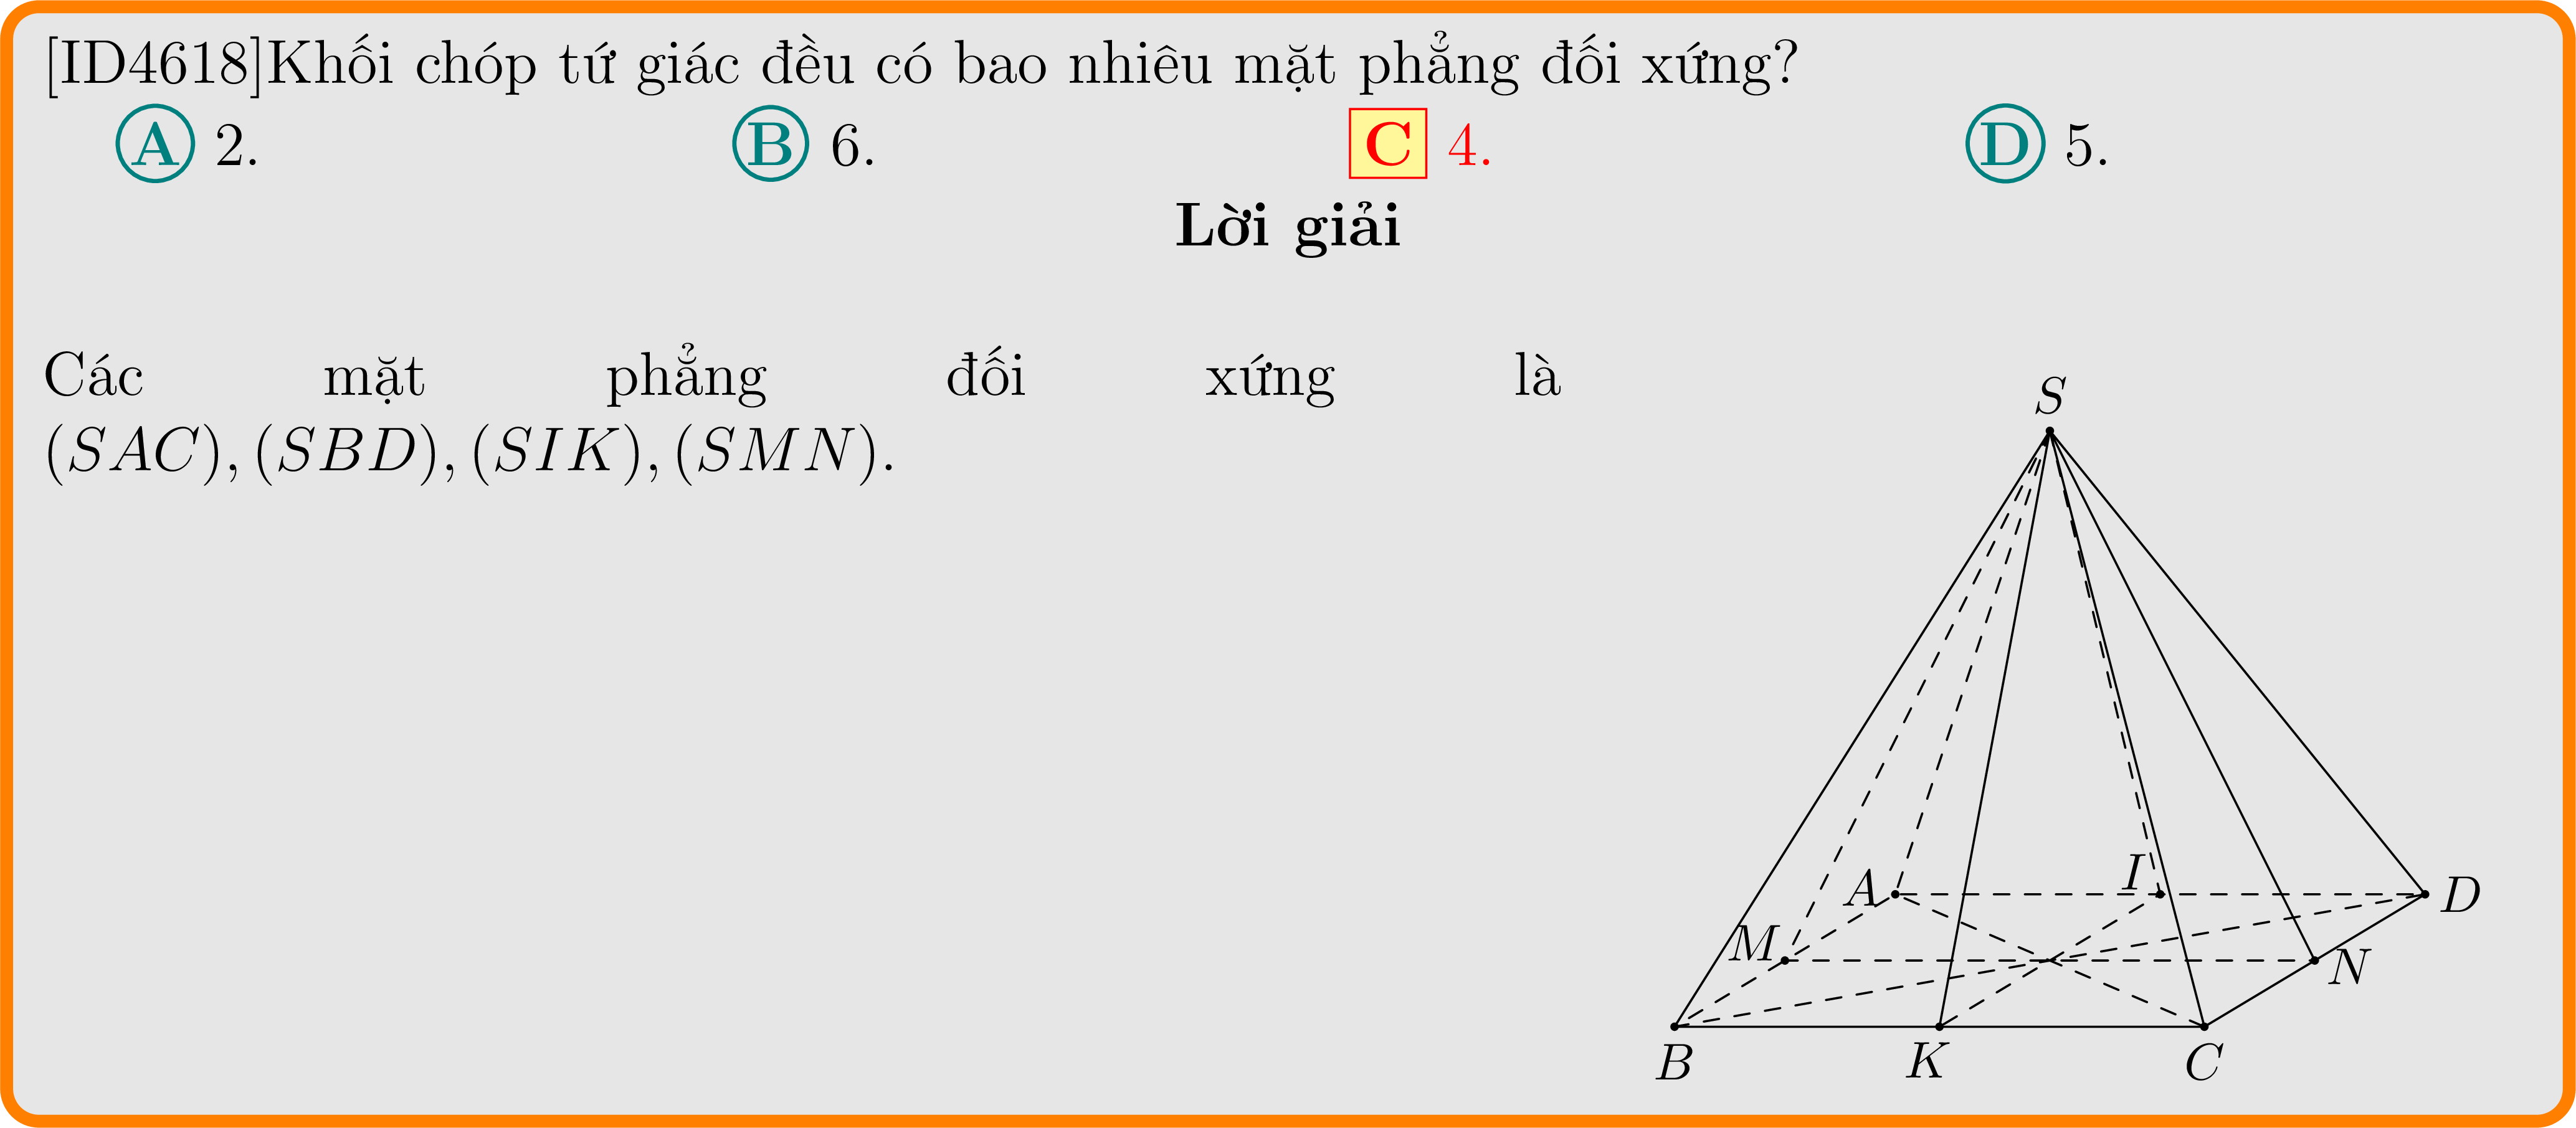 [ID4618]Khối chóp tứ giác đều có bao nhiêu mặt phẳng đối xứng?
A 2. B 6. C 4. D 5.
Lời giải
Các mặt phẳng đối xứng là
(SAC), (SBD), (SIK), (SMN).
S
A I D
M N
B K C